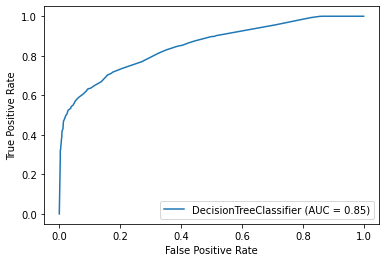 1.0
0.8
0.6
0.4
0.2
0.0
True Positive Rate
DecisionTreeClassifier (AUC = 0.85)
0.0 0.2 0.4 0.6 0.8 1.0
False Positive Rate